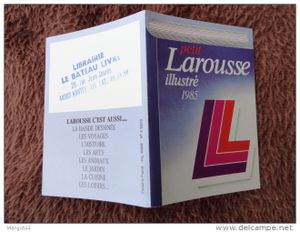 LIBRAIRIE
LE BATEAU LIVRE
LAROUSSE C'EST AUSSI...
LA BANDE DESSINÉE
LES VOYAGES
L'HISTOIRE
LES ARTS
LES ANIMAUX
LE JARDIN
LA CUISINE
LES LOISIRS...
petit
Larousse
illustré
1985
www.delcampe.net